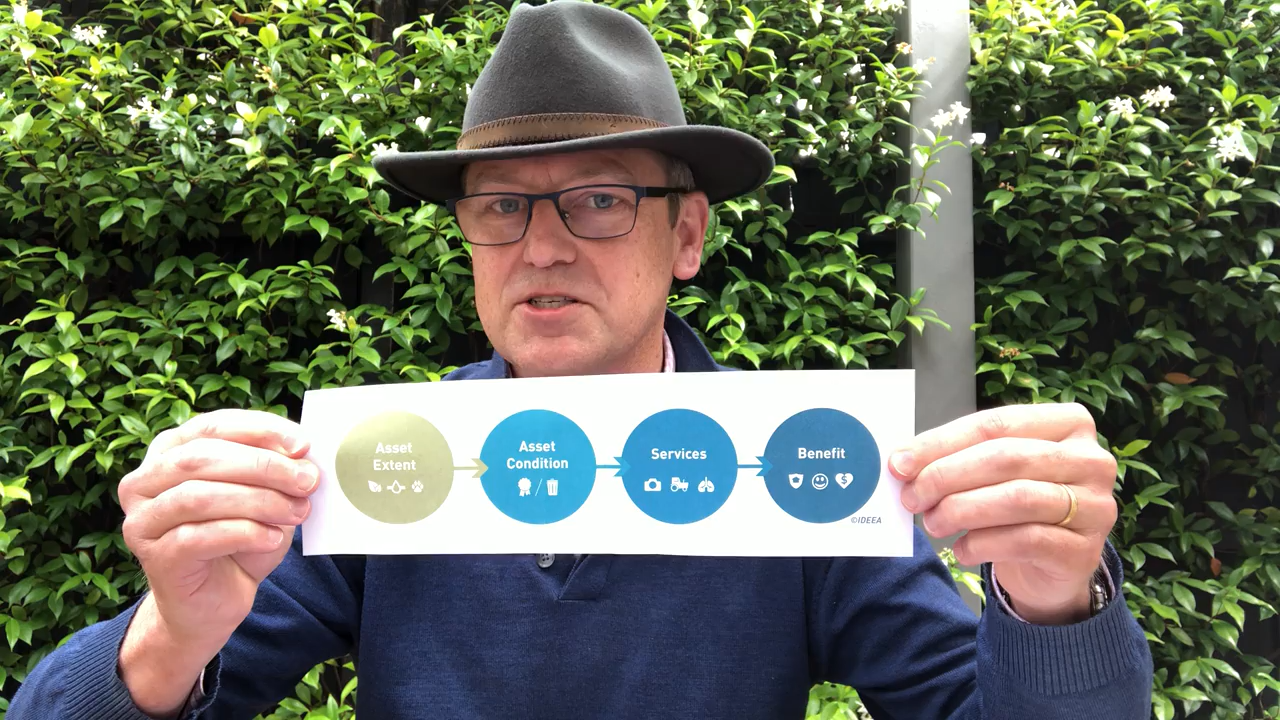 Asset
Extent
Asset
Condition
Services
Benefit
©IDEEA